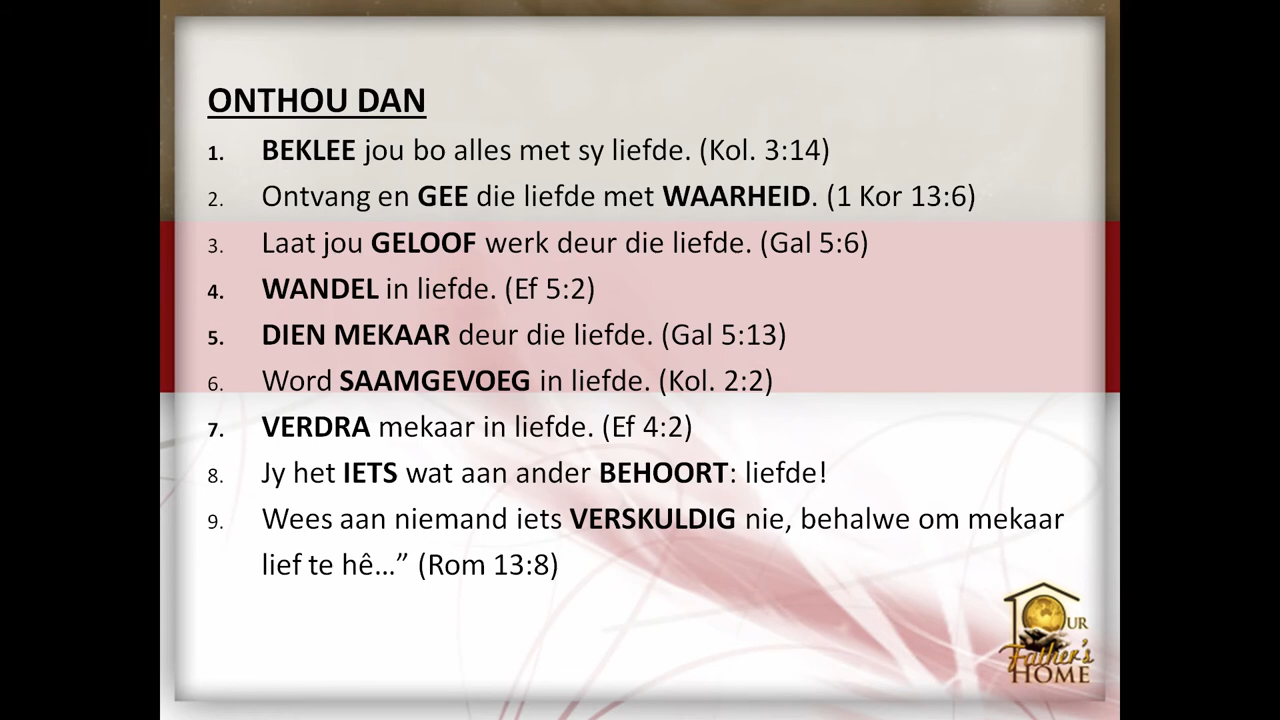 ONTHOU DAN
1. BEKLEE jou bo alles met sy liefde. (Kol. 3:14)
2. Ontvang en GEE die liefde met WAARHEID. (1 Kor 13:6)
3. Laat jou GELOOF werk deur die liefde. (Gal 5:6)
4. WANDEL in liefde. (Ef 5:2)
5. DIEN MEKAAR deur die liefde. (Gal 5:13)
6. Word SAAMGEVOEG in liefde. (Kol. 2:2)
7. VERDRA mekaar in liefde. (Ef 4:2)
8. Jy het IETS wat aan ander BEHOORT: liefde!
9. Wees aan niemand iets VERSKULDIG nie, behalwe om mekaar
lief te hê…” (Rom 13:8)
OUR
Father's
HOME